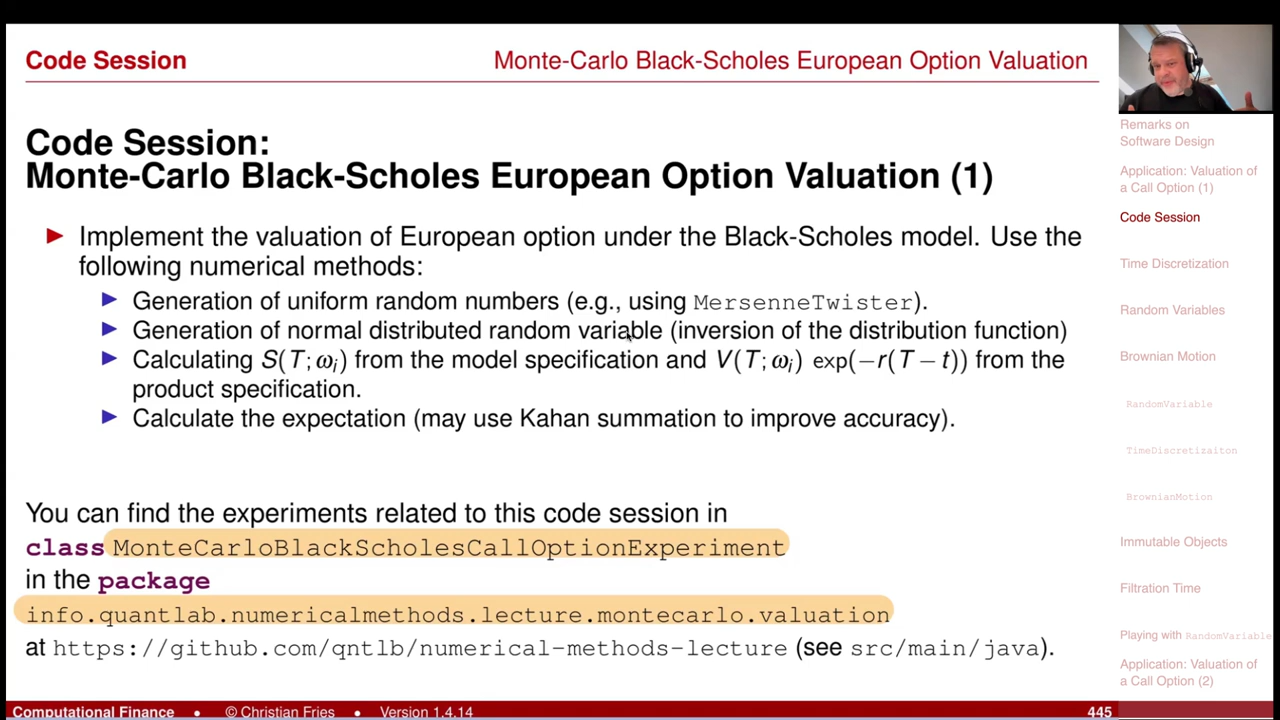 Code Session
Monte-Carlo Black-Scholes European Option Valuation
Code Session:
Monte-Carlo Black-Scholes European Option Valuation (1)
► Implement the valuation of European option under the Black-Scholes model. Use the
following numerical methods:
► Generation of uniform random numbers (e.g., using MersenneTwister).
► Generation of normal distributed random variable (inversion of the distribution function)
► Calculating S(T; ωᵢ) from the model specification and V(T; ωᵢ) exp(−r(T − t)) from the
product specification.
► Calculate the expectation (may use Kahan summation to improve accuracy).
You can find the experiments related to this code session in
class MonteCarloBlackScholesCallOptionExperiment
in the package
info.quantlab.numericalmethods.lecture.montecarlo.valuation
at https://github.com/qntlb/numerical-methods-lecture (see src/main/java).
Remarks on
Software Design
Application: Valuation of
a Call Option (1)
Code Session
Time Discretization
Random Variables
Brownian Motion
RandomVariable
TimeDiscretizaiton
BrownianMotion
Immutable Objects
Filtration Time
Playing with RandomVariable
Application: Valuation of
a Call Option (2)
Computational Finance • © Christian Fries • Version 1.4.14
445